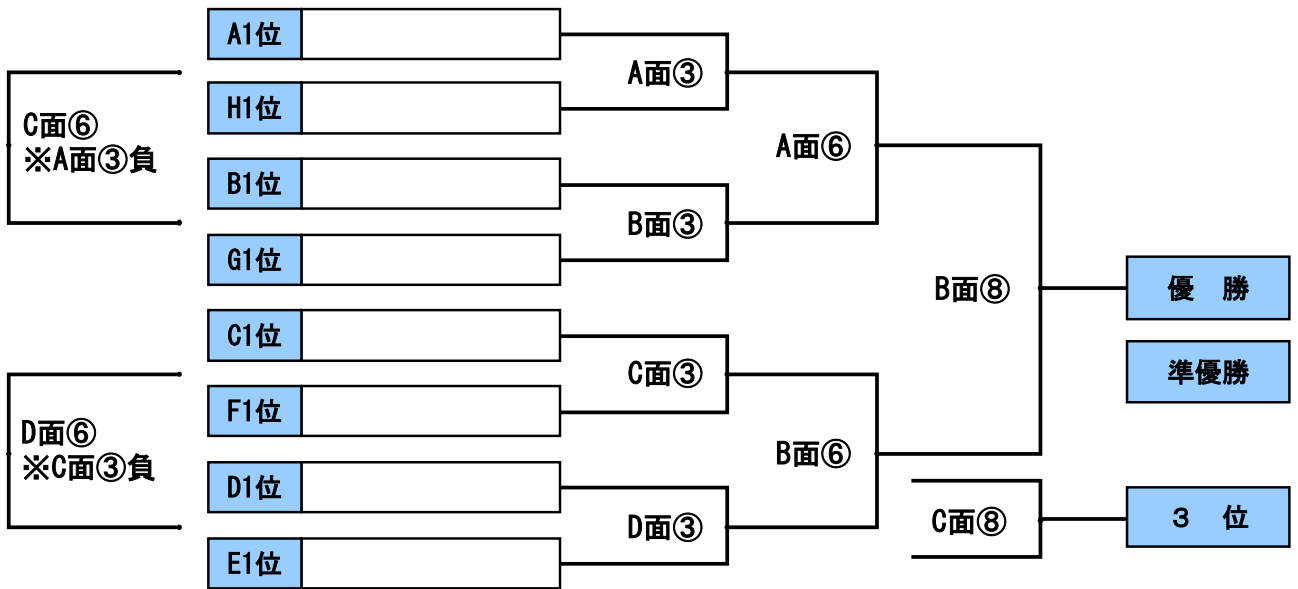 A1位
A面③
H1位
C面⑥
※A面③負
A面⑥
B1位
B面③
G1位
B面⑧
優　勝
C1位
C面③
準優勝
F1位
D面⑥
※C面③負
B面⑥
D1位
D面③
C面⑧
３　位
E1位